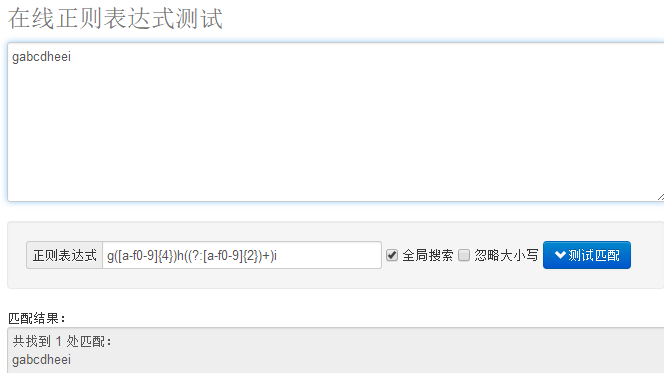 在线正则表达式测试
gabcdheei
正则表达式 g([a-f0-9]{4})h((?:[a-f0-9]{2})+)i 全局搜索 忽略大小写 测试匹配
匹配结果：
共找到 1 处匹配：
gabcdheei